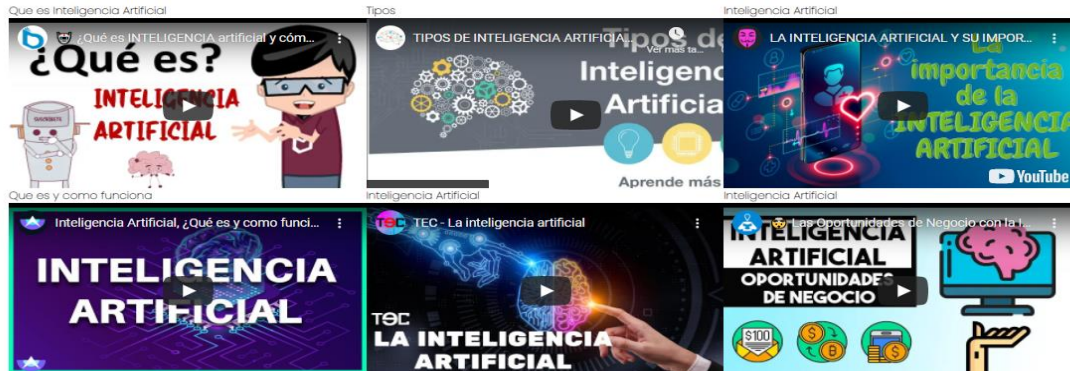 Que es Inteligencia Artificial
¿Qué es INTELIGENCIA artificial y cóm...
¿Qué es?
INTELIGENCIA
ARTIFICIAL
Tipos
TIPOS DE INTELIGENCIA ARTIFICIA...
Ver más ta...
Tipos de
Inteligenc
Artificia
Aprende más
Inteligencia Artificial
LA INTELIGENCIA ARTIFICIAL Y SU IMPOR...
La
importancia
de la
INTELIGENCIA
ARTIFICIAL
YouTube
Que es y como funciona
Inteligencia Artificial, ¿Qué es y como funci...
INTELIGENCIA
ARTIFICIAL
Inteligencia Artificial
TEC - La inteligencia artificial
TEC
LA INTELIGENCIA
ARTIFICIAL
Inteligencia Artificial
Las Oportunidades de Negocio con la I...
INTELIGENCIA
ARTIFICIAL
OPORTUNIDADES
DE NEGOCIO
$100